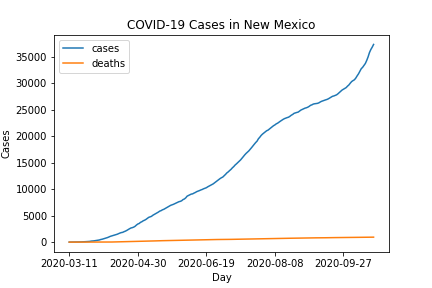 COVID-19 Cases in New Mexico
cases
deaths
35000
30000
25000
20000
15000
10000
5000
0
Cases
2020-03-11 2020-04-30 2020-06-19 2020-08-08 2020-09-27
Day